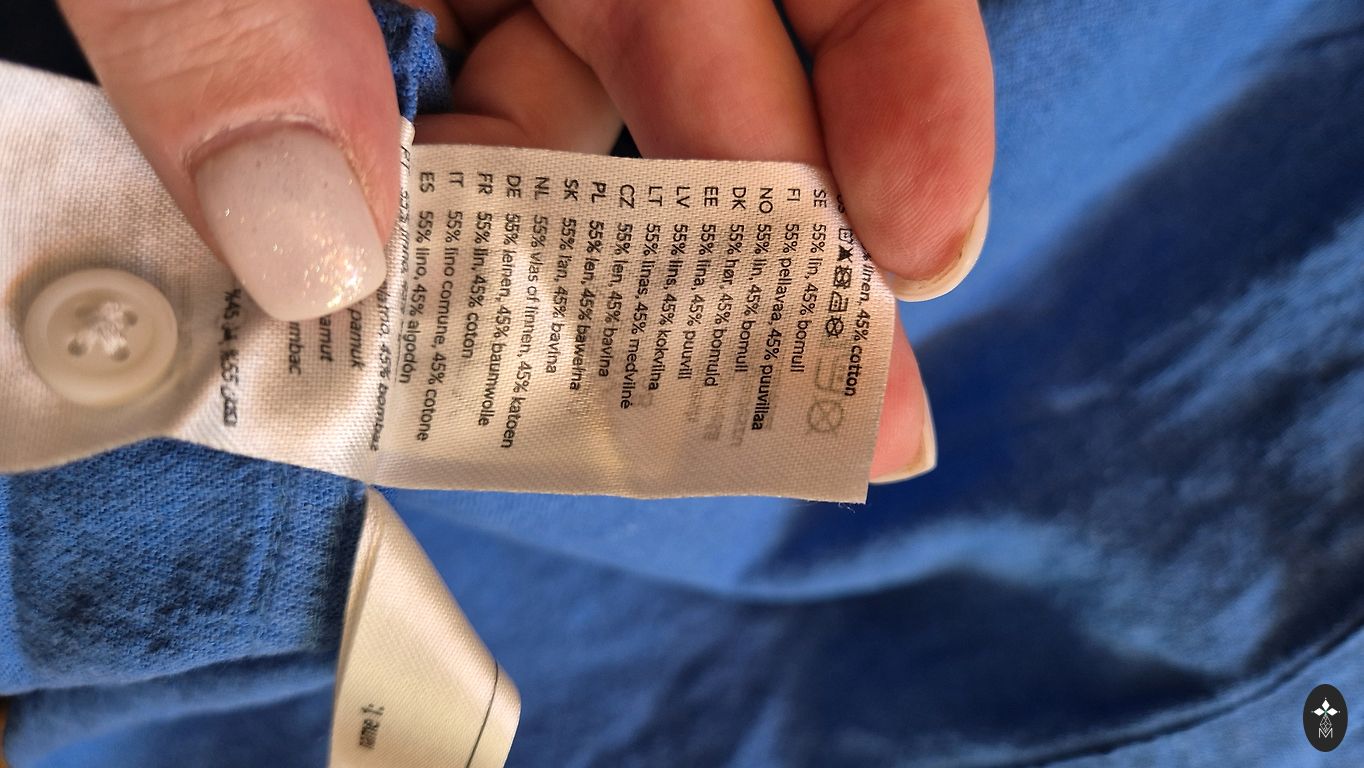 % linen, 45% cotton
SE 55% lin, 45% bomull
FI 55% pellavaa, 45% puuvillaa
NO 55% lin, 45% bomull
DK 55% hør, 45% bomuld
EE 55% lina, 45% puuvill
LV 55% lins, 45% kokvilna
LT 55% linas, 45% medvilnė
CZ 55% len, 45% bavlna
PL 55% len, 45% bawełna
SK 55% ľan, 45% bavlna
NL 55% vlas of linnen, 45% katoen
DE 55% leinen, 45% baumwolle
FR 55% lin, 45% coton
IT 55% lino comune, 45% cotone
ES 55% lino, 45% algodón
45%
pamuk
amut
mbac
M